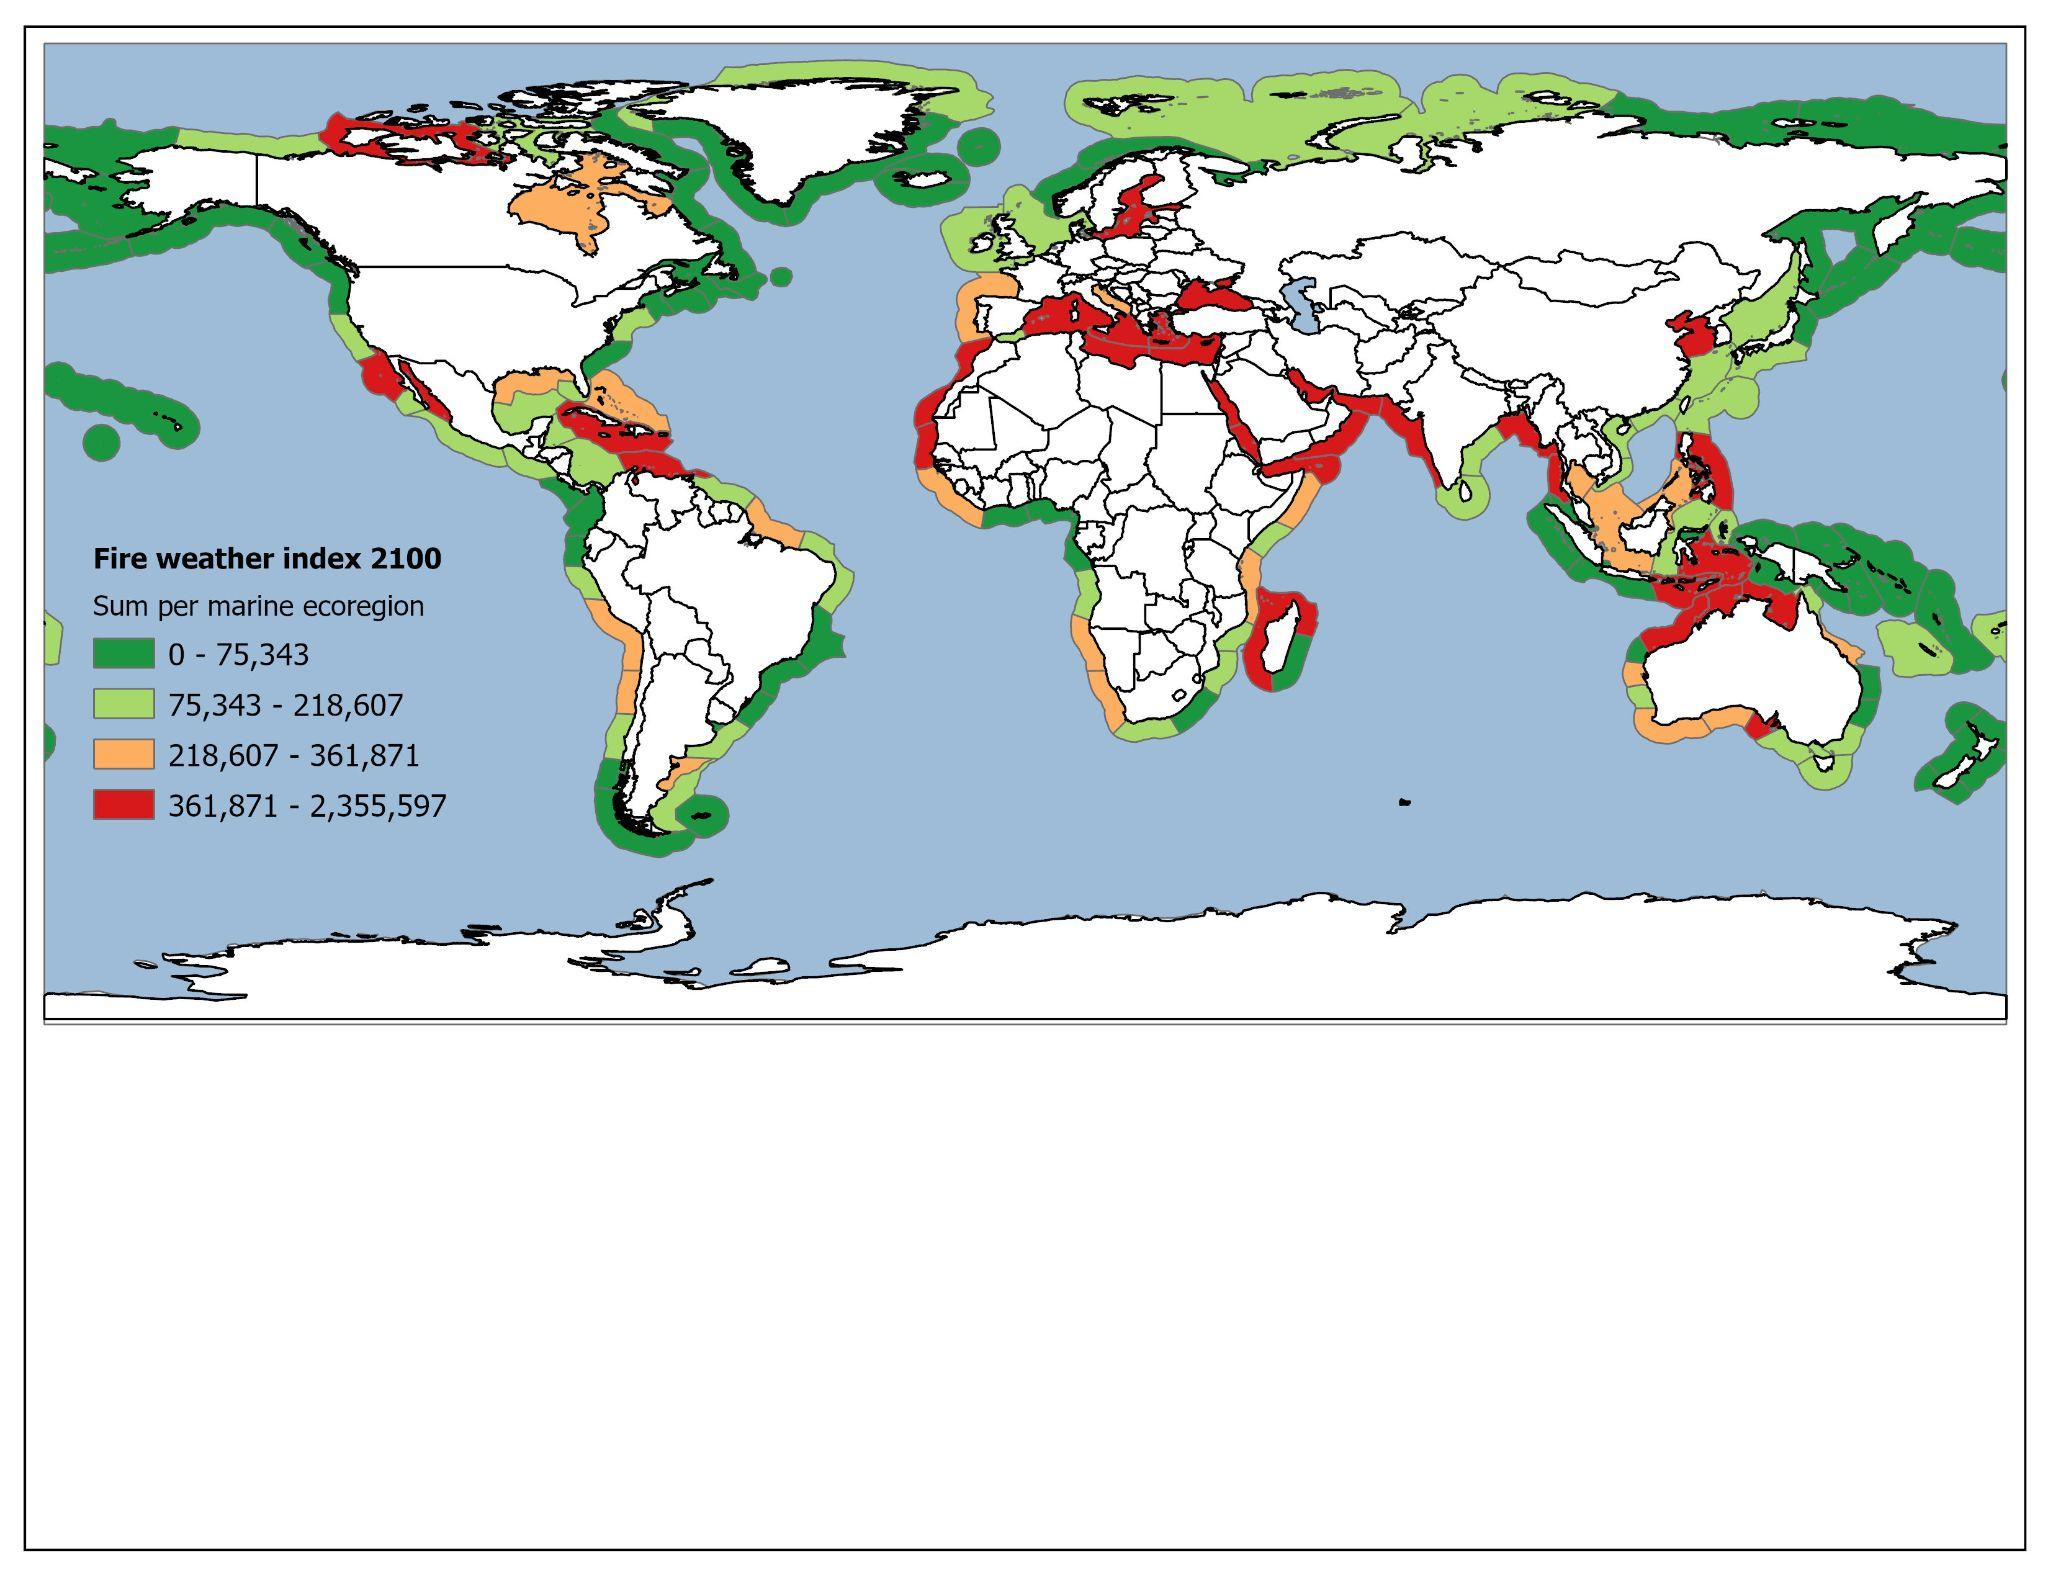 Fire weather index 2100
Sum per marine ecoregion
0 - 75,343
75,343 - 218,607
218,607 - 361,871
361,871 - 2,355,597